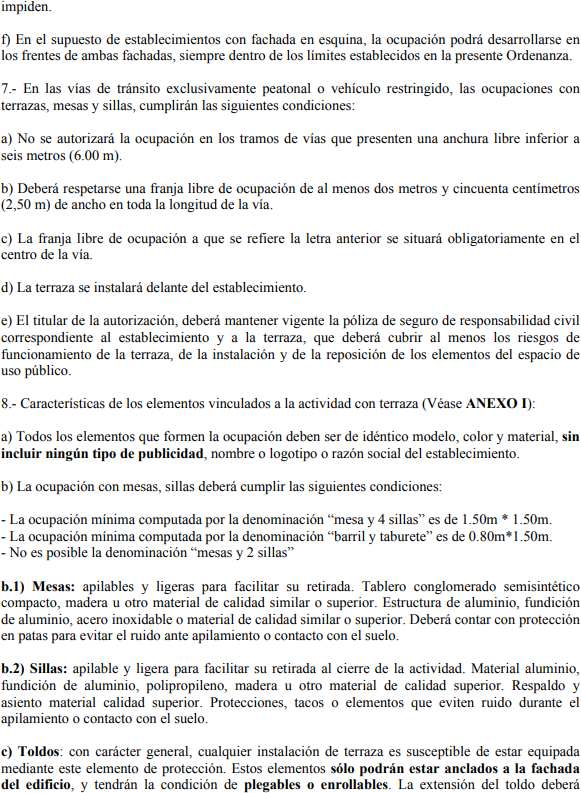 impiden.
f) En el supuesto de establecimientos con fachada en esquina, la ocupación podrá desarrollarse en
los frentes de ambas fachadas, siempre dentro de los límites establecidos en la presente Ordenanza.
7.- En las vías de tránsito exclusivamente peatonal o vehículo restringido, las ocupaciones con
terrazas, mesas y sillas, cumplirán las siguientes condiciones:
a) No se autorizará la ocupación en los tramos de vías que presenten una anchura libre inferior a
seis metros (6.00 m).
b) Deberá respetarse una franja libre de ocupación de al menos dos metros y cincuenta centímetros
(2,50 m) de ancho en toda la longitud de la vía.
c) La franja libre de ocupación a que se refiere la letra anterior se situará obligatoriamente en el
centro de la vía.
d) La terraza se instalará delante del establecimiento.
e) El titular de la autorización, deberá mantener vigente la póliza de seguro de responsabilidad civil
correspondiente al establecimiento y a la terraza, que deberá cubrir al menos los riesgos de
funcionamiento de la terraza, de la instalación y de la reposición de los elementos del espacio de
uso público.
8.- Características de los elementos vinculados a la actividad con terraza (Véase ANEXO I):
a) Todos los elementos que formen la ocupación deben ser de idéntico modelo, color y material, sin
incluir ningún tipo de publicidad, nombre o logotipo o razón social del establecimiento.
b) La ocupación con mesas, sillas deberá cumplir las siguientes condiciones:
- La ocupación mínima computada por la denominación “mesa y 4 sillas” es de 1.50m * 1.50m.
- La ocupación mínima computada por la denominación “barril y taburete” es de 0.80m*1.50m.
- No es posible la denominación “mesas y 2 sillas”
b.1) Mesas: apilables y ligeras para facilitar su retirada. Tablero conglomerado semisintético
compacto, madera u otro material de calidad similar o superior. Estructura de aluminio, fundición
de aluminio, acero inoxidable o material de calidad similar o superior. Deberá contar con protección
en patas para evitar el ruido ante apilamiento o contacto con el suelo.
b.2) Sillas: apilable y ligera para facilitar su retirada al cierre de la actividad. Material aluminio,
fundición de aluminio, polipropileno, madera u otro material de calidad superior. Respaldo y
asiento material calidad superior. Protecciones, tacos o elementos que eviten ruido durante el
apilamiento o contacto con el suelo.
c) Toldos: con carácter general, cualquier instalación de terraza es susceptible de estar equipada
mediante este elemento de protección. Estos elementos sólo podrán estar anclados a la fachada
del edificio, y tendrán la condición de plegables o enrollables. La extensión del toldo deberá